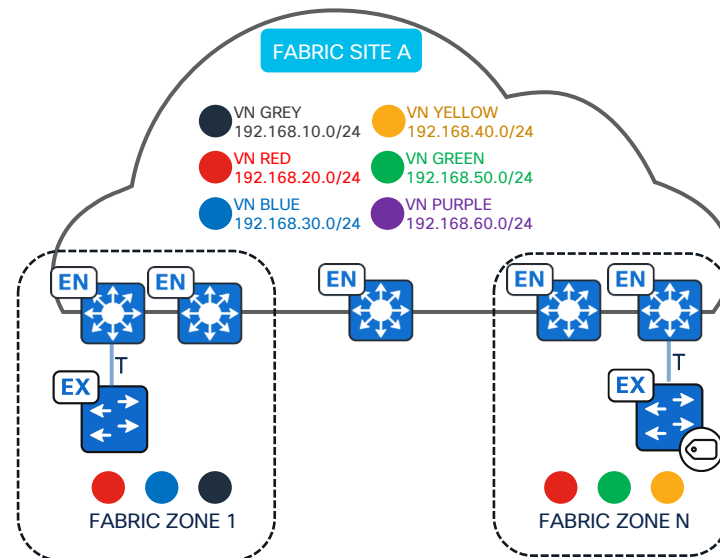 FABRIC SITE A
VN GREY
192.168.10.0/24
VN YELLOW
192.168.40.0/24
VN RED
192.168.20.0/24
VN GREEN
192.168.50.0/24
VN BLUE
192.168.30.0/24
VN PURPLE
192.168.60.0/24
EN
EN
EN
EN
EN
T
T
EX
EX
FABRIC ZONE 1
FABRIC ZONE N